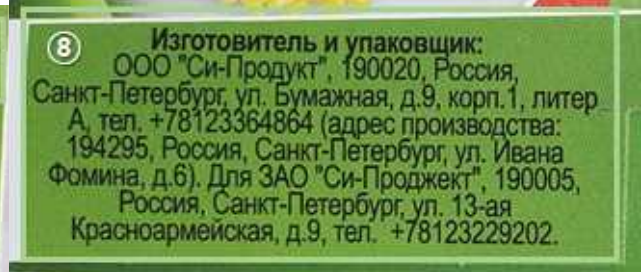 8
Изготовитель и упаковщик:
ООО "Си-Продукт", 190020, Россия,
Санкт-Петербург, ул. Бумажная, д.9, корп.1, литер
А, тел. +78123364864 (адрес производства:
194295, Россия, Санкт-Петербург, ул. Ивана
Фомина, д.6). Для ЗАО "Си-Проджект", 190005,
Россия, Санкт-Петербург, ул. 13-ая
Красноармейская, д.9, тел. +78123229202.